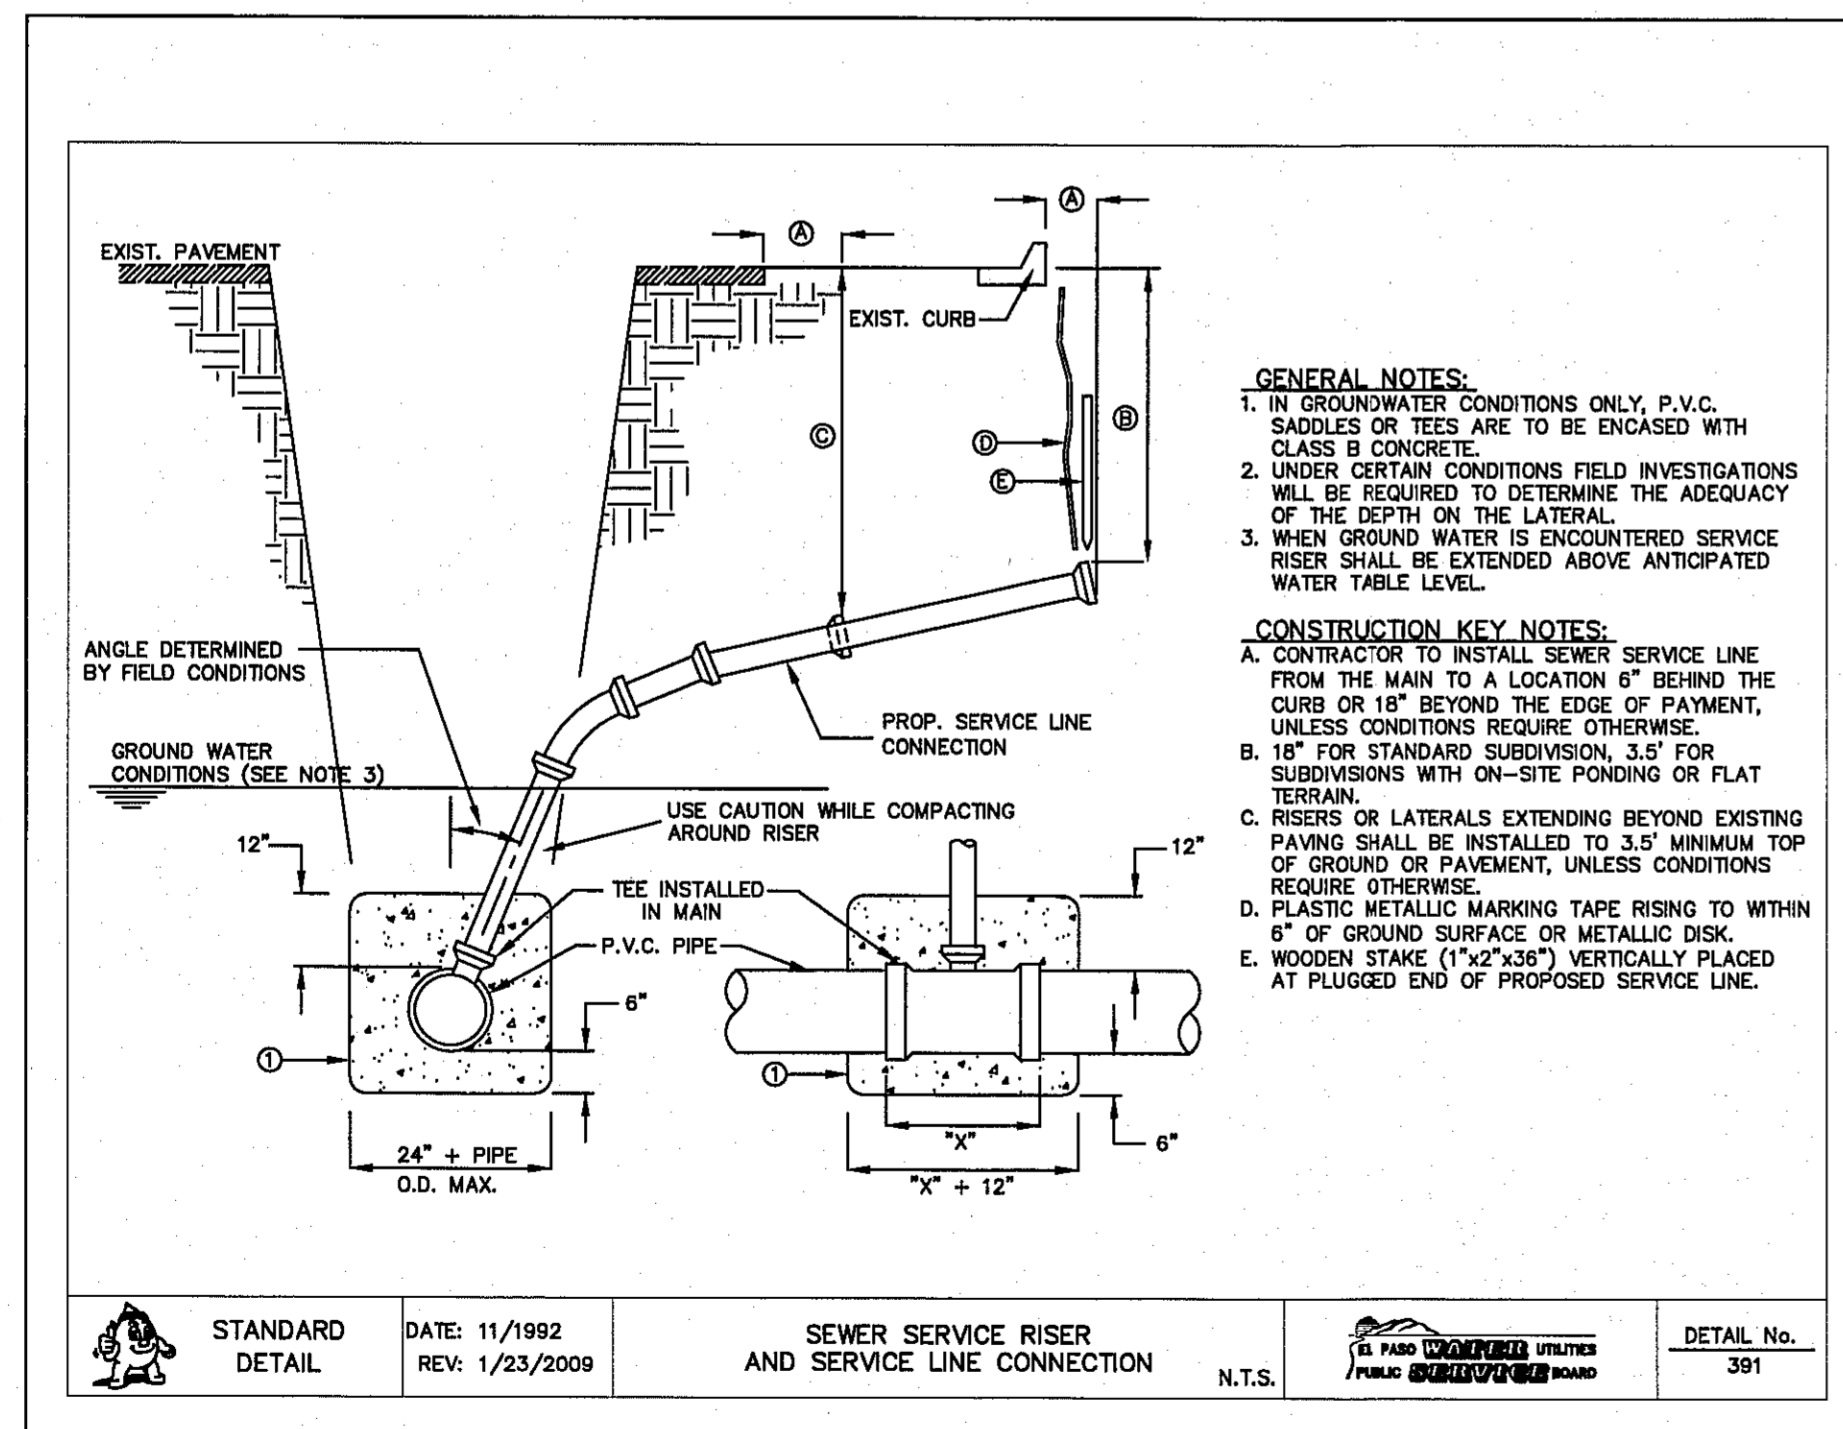 EXIST. PAVEMENT
Ⓐ
Ⓐ
EXIST. CURB
Ⓒ
Ⓓ
Ⓔ
Ⓑ
ANGLE DETERMINED
BY FIELD CONDITIONS
PROP. SERVICE LINE
CONNECTION
GROUND WATER
CONDITIONS (SEE NOTE 3)
USE CAUTION WHILE COMPACTING
AROUND RISER
12"
12"
TEE INSTALLED
IN MAIN
P.V.C. PIPE
6"
①
①
24" + PIPE
O.D. MAX.
"X"
6"
"X" + 12"
GENERAL NOTES:
1. IN GROUNDWATER CONDITIONS ONLY, P.V.C.
SADDLES OR TEES ARE TO BE ENCASED WITH
CLASS B CONCRETE.
2. UNDER CERTAIN CONDITIONS FIELD INVESTIGATIONS
WILL BE REQUIRED TO DETERMINE THE ADEQUACY
OF THE DEPTH ON THE LATERAL.
3. WHEN GROUND WATER IS ENCOUNTERED SERVICE
RISER SHALL BE EXTENDED ABOVE ANTICIPATED
WATER TABLE LEVEL.
CONSTRUCTION KEY NOTES:
A. CONTRACTOR TO INSTALL SEWER SERVICE LINE
FROM THE MAIN TO A LOCATION 6" BEHIND THE
CURB OR 18" BEYOND THE EDGE OF PAYMENT,
UNLESS CONDITIONS REQUIRE OTHERWISE.
B. 18" FOR STANDARD SUBDIVISION, 3.5' FOR
SUBDIVISIONS WITH ON-SITE PONDING OR FLAT
TERRAIN.
C. RISERS OR LATERALS EXTENDING BEYOND EXISTING
PAVING SHALL BE INSTALLED TO 3.5' MINIMUM TOP
OF GROUND OR PAVEMENT, UNLESS CONDITIONS
REQUIRE OTHERWISE.
D. PLASTIC METALLIC MARKING TAPE RISING TO WITHIN
6" OF GROUND SURFACE OR METALLIC DISK.
E. WOODEN STAKE (1"x2"x36") VERTICALLY PLACED
AT PLUGGED END OF PROPOSED SERVICE LINE.
STANDARD
DETAIL
DATE: 11/1992
REV: 1/23/2009
SEWER SERVICE RISER
AND SERVICE LINE CONNECTION
N.T.S.
EL PASO WATER UTILITIES
PUBLIC SERVICE BOARD
DETAIL No.
391